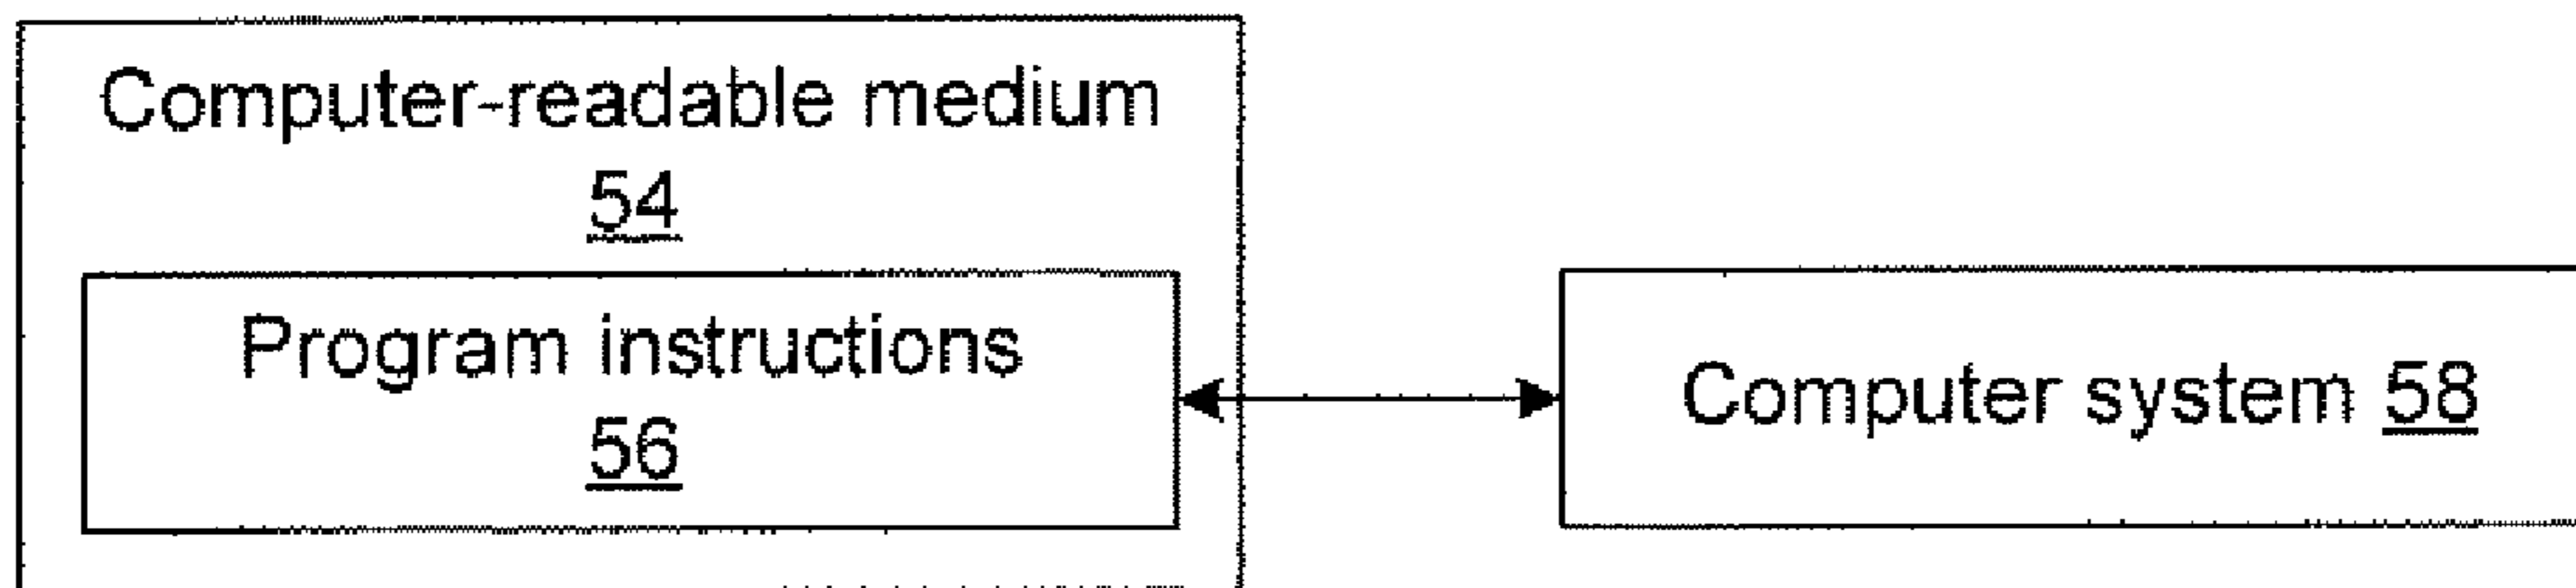 Computer-readable medium
54
Program instructions
56
Computer system 58